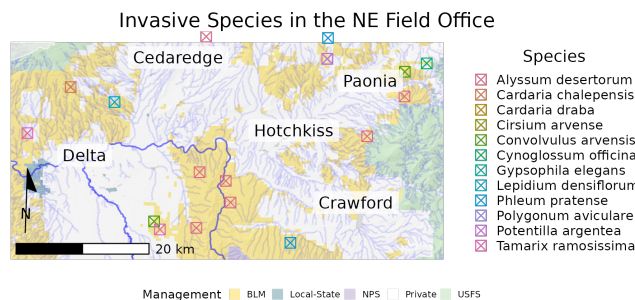 Invasive Species in the NE Field Office
Cedaredge
Paonia
Hotchkiss
Delta
Crawford
N
20 km
Species
Alyssum desertorum
Cardaria chalepensis
Cardaria draba
Cirsium arvense
Convolvulus arvensis
Cynoglossum officina
Gypsophila elegans
Lepidium densiflorum
Phleum pratense
Polygonum aviculare
Potentilla argentea
Tamarix ramosissima
Management BLM Local-State NPS Private USFS